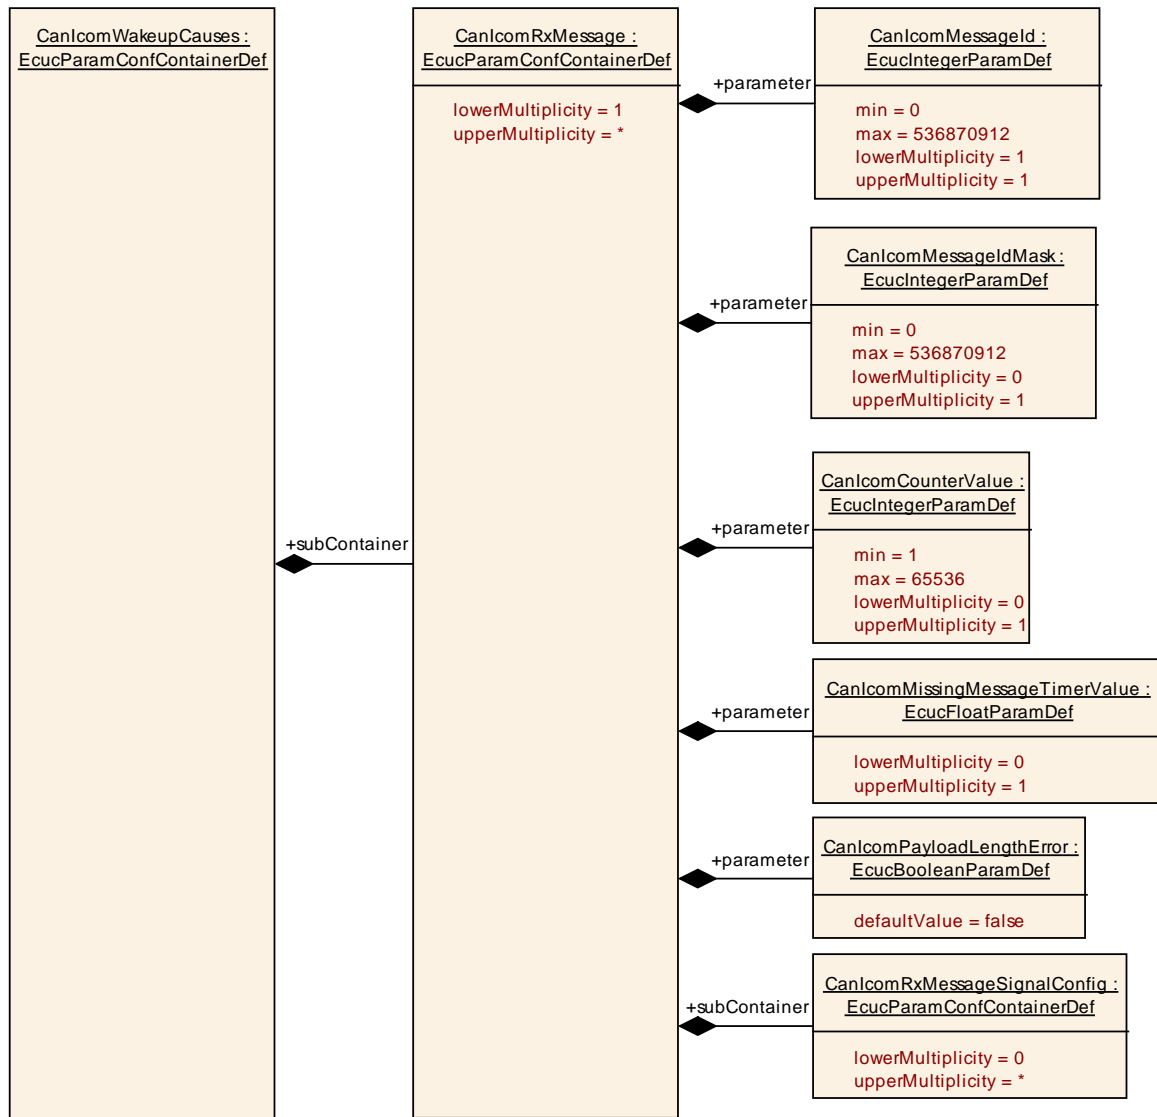 CanIcomWakeupCauses :
EcucParamConfContainerDef
+subContainer
CanIcomRxMessage :
EcucParamConfContainerDef
lowerMultiplicity = 1
upperMultiplicity = *
+parameter
CanIcomMessageId :
EcucIntegerParamDef
min = 0
max = 536870912
lowerMultiplicity = 1
upperMultiplicity = 1
+parameter
CanIcomMessageIdMask :
EcucIntegerParamDef
min = 0
max = 536870912
lowerMultiplicity = 0
upperMultiplicity = 1
+parameter
CanIcomCounterValue :
EcucIntegerParamDef
min = 1
max = 65536
lowerMultiplicity = 0
upperMultiplicity = 1
+parameter
CanIcomMissingMessageTimerValue :
EcucFloatParamDef
lowerMultiplicity = 0
upperMultiplicity = 1
+parameter
CanIcomPayloadLengthError :
EcucBooleanParamDef
defaultValue = false
+subContainer
CanIcomRxMessageSignalConfig :
EcucParamConfContainerDef
lowerMultiplicity = 0
upperMultiplicity = *